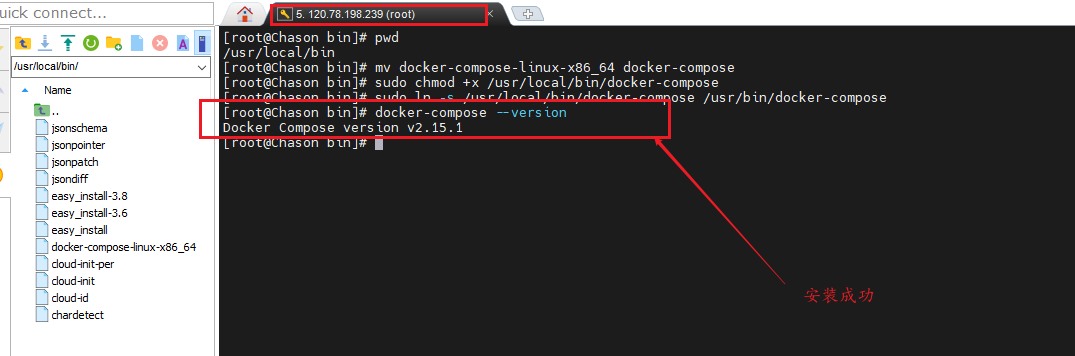 uick connect...
5. 120.78.198.239 (root)
/usr/local/bin/
Name
..
jsonschema
jsonpointer
jsonpatch
jsondiff
easy_install-3.8
easy_install-3.6
easy_install
docker-compose-linux-x86_64
cloud-init-per
cloud-init
cloud-id
chardetect
[root@Chason bin]# pwd
/usr/local/bin
[root@Chason bin]# mv docker-compose-linux-x86_64 docker-compose
[root@Chason bin]# sudo chmod +x /usr/local/bin/docker-compose
[root@Chason bin]# sudo ln -s /usr/local/bin/docker-compose /usr/bin/docker-compose
[root@Chason bin]# docker-compose --version
Docker Compose version v2.15.1
[root@Chason bin]#
安装成功